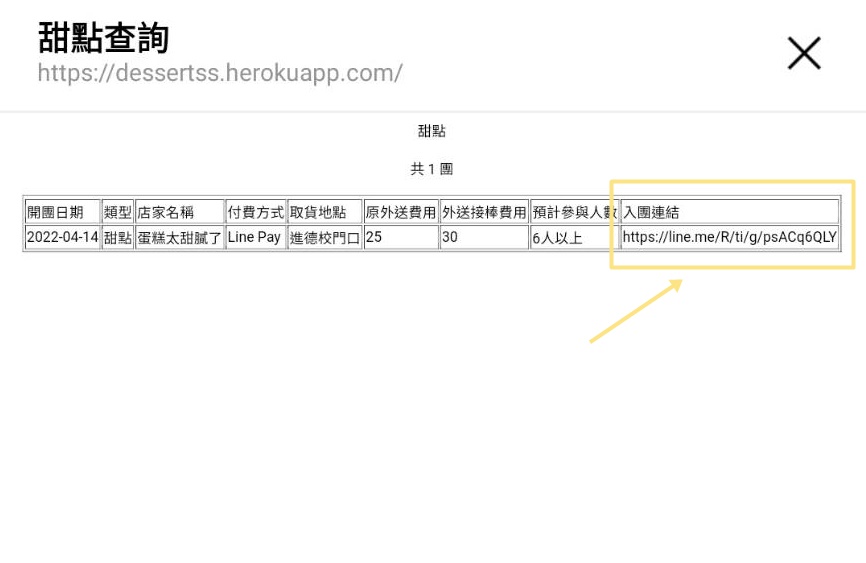 甜點查詢
https://dessertss.herokuapp.com/
甜點
共 1 團
開團日期 類型 店家名稱 付費方式 取貨地點 原外送費用 外送接棒費用 預計參與人數 入團連結
2022-04-14 甜點 蛋糕太甜膩了 Line Pay 進德校門口 25 30 6人以上 https://line.me/R/ti/g/psACq6QLY